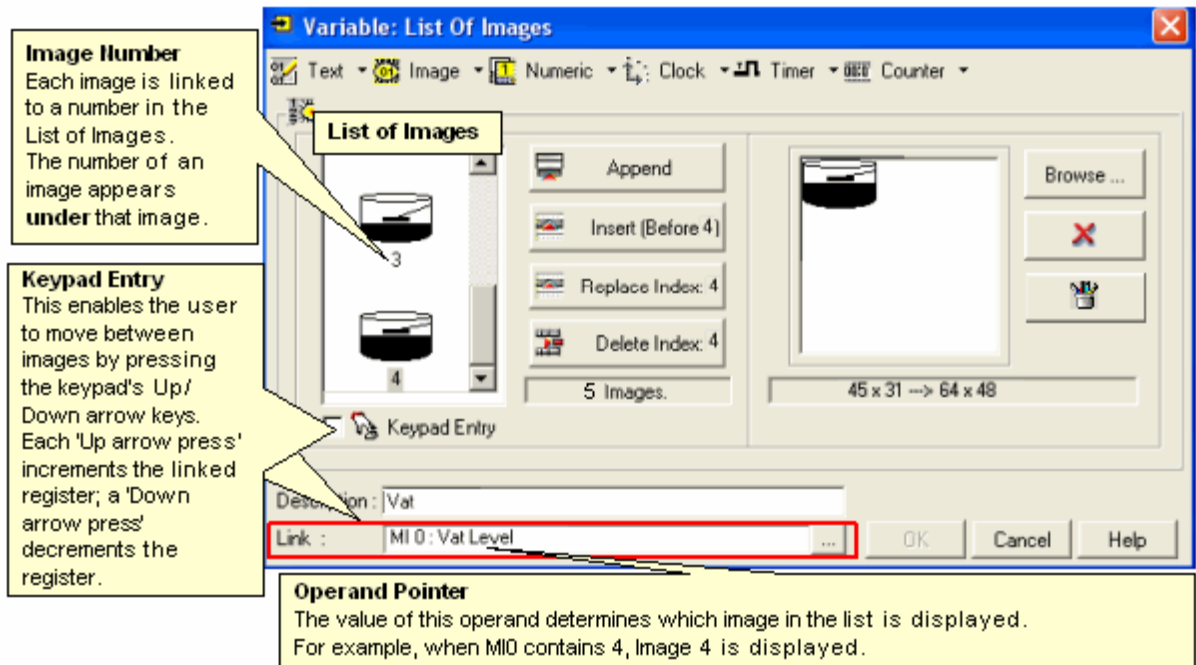 Variable: List Of Images
Text Image Numeric Clock Timer Counter
Image Number
Each image is linked
to a number in the
List of Images.
The number of an
image appears
under that image.
List of Images
3
4
Append
Insert (Before 4)
Replace Index: 4
Delete Index: 4
5 Images.
Browse ...
45 x 31 ---> 64 x 48
Keypad Entry
Keypad Entry
This enables the user
to move between
images by pressing
the keypad's Up/
Down arrow keys.
Each 'Up arrow press'
increments the linked
register; a 'Down
arrow press'
decrements the
register.
Description : Vat
Link : MI 0 : Vat Level ...
OK Cancel Help
Operand Pointer
The value of this operand determines which image in the list is displayed.
For example, when MI0 contains 4, Image 4 is displayed.